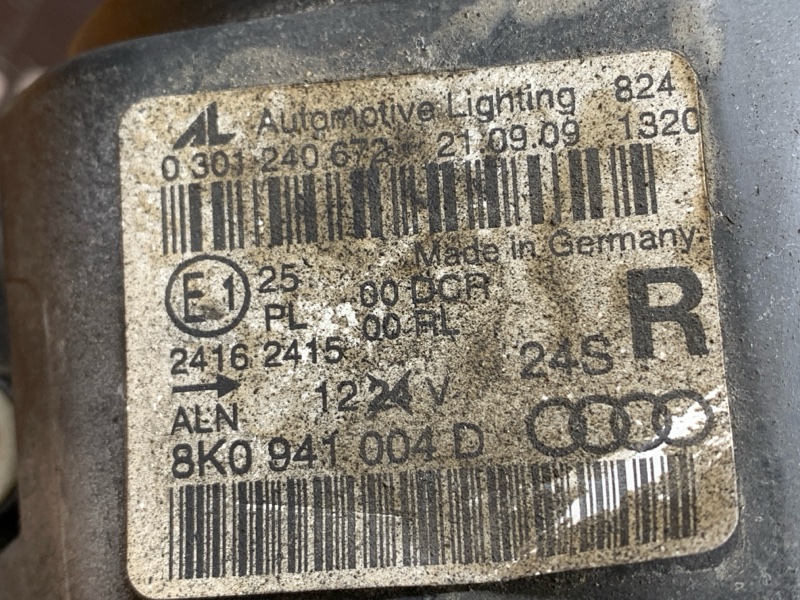 AL Automotive Lighting 824
0 301 240 672 21.09.09 1320
Made in Germany
E1 25 00 DCR R
PL 00 RL
2416 2415 24S
12 24 V
ALN
8K0 941 004 D